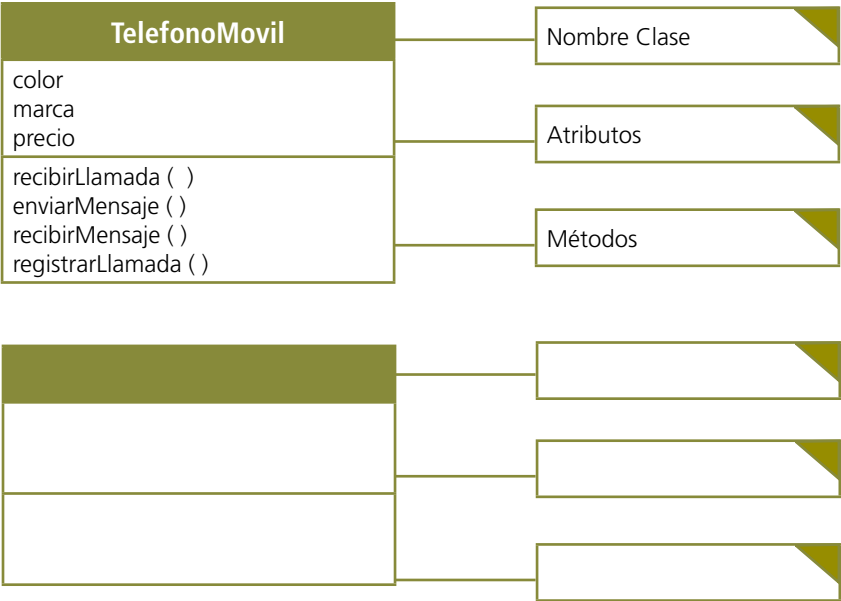 TelefonoMovil
color
marca
precio
recibirLlamada ( )
enviarMensaje ( )
recibirMensaje ( )
registrarLlamada ( )
Nombre Clase
Atributos
Métodos